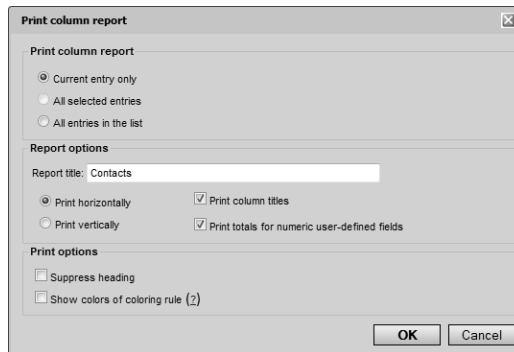 Print column report
Print column report
Current entry only
All selected entries
All entries in the list
Report options
Report title: Contacts
Print horizontally
Print column titles
Print vertically
Print totals for numeric user-defined fields
Print options
Suppress heading
Show colors of coloring rule (?)
OK Cancel